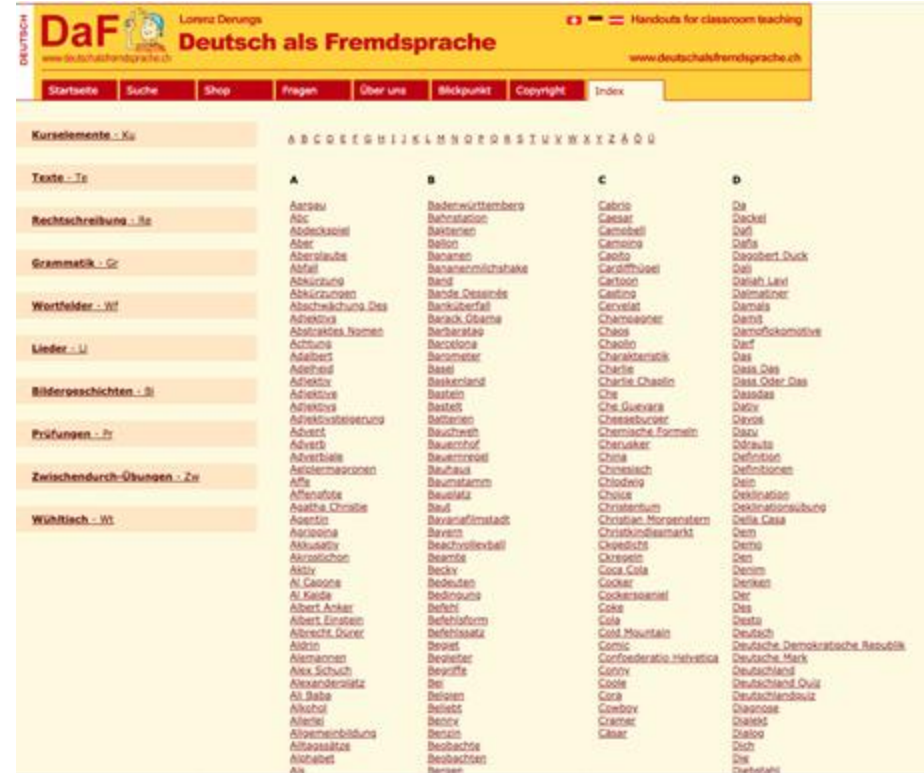 DEUTSCH
DaF
Lorenz Derungs
Deutsch als Fremdsprache
Handouts for classroom teaching
www.deutschalsfremdsprache.ch
www.deutschalsfremdsprache.ch
Startseite Suche Shop Fragen Über uns Blickpunkt Copyright Index
Kurselemente - Ku
Texte - Te
Rechtschreibung - Re
Grammatik - Gr
Wortfelder - Wf
Lieder - Li
Bildergeschichten - Bi
Prüfungen - Pr
Zwischendurch-Übungen - Zw
Wühltisch - Wt
A B C D E F G H I J K L M N O P Q R S T U V W X Y Z Ä Ö Ü
A
Aargau
Abc
Abdeckspiel
Aber
Aberglaube
Abfall
Abkürzung
Abkürzungen
Abschwächung Des
Adjektivs
Abstraktes Nomen
Achtung
Adalbert
Adelheid
Adjektiv
Adjektive
Adjektivs
Adjektivsteigerung
Advent
Adverb
Adverbiale
Aelplermagronen
Affe
Affenpfote
Agatha Christie
Agentin
Agrippina
Akkusativ
Akrostichon
Aktiv
Al Capone
Al Kaida
Albert Anker
Albert Einstein
Albrecht Dürer
Aldrin
Alemannen
Alex Schuch
Alexanderplatz
Ali Baba
Alkohol
Allerlei
Allgemeinbildung
Alltagssätze
Alphabet
Als
B
Badenwürttemberg
Bahnstation
Bakterien
Ballon
Bananen
Bananenmilchshake
Band
Bande Dessinée
Banküberfall
Barack Obama
Barbaratag
Barcelona
Barometer
Basel
Baskenland
Basteln
Bastelt
Batterien
Bauchweh
Bauernhof
Bauernregel
Bauhaus
Baumstamm
Bauplatz
Baut
Bavariafilmstadt
Bayern
Beachvolleyball
Beamte
Becky
Bedeuten
Bedingung
Befehl
Befehlsform
Befehlssatz
Begleiter
Begriffe
Bei
Belgien
Beliebt
Benny
Benzin
Beobachte
Beobachten
C
Cabrio
Caesar
Campbell
Camping
Capito
Cardiffhügel
Cartoon
Casting
Cervelat
Champagner
Chaos
Chaplin
Charakteristik
Charlie
Charlie Chaplin
Che
Che Guevara
Cheeseburger
Chemische Formeln
Cherusker
China
Chinesisch
Chlodwig
Choice
Christentum
Christian Morgenstern
Christkindlesmarkt
Ckgedicht
Ckregeln
Coca Cola
Cocker
Cockerspaniel
Coke
Cola
Cold Mountain
Comic
Confoederatio Helvetica
Conny
Coole
Cora
Cowboy
Cramer
Cäsar
D
Da
Dackel
Dafi
Dafis
Dagobert Duck
Dali
Daliah Lavi
Dalmatiner
Damals
Damit
Dampflokomotive
Darf
Das
Dass Das
Dass Oder Das
Dassdas
Dativ
Davos
Dazu
Ddrauto
Definition
Definitionen
Dein
Deklination
Deklinationsübung
Della Casa
Dem
Demo
Den
Denim
Denken
Der
Des
Desto
Deutsch
Deutsche Demokratische Republik
Deutsche Mark
Deutschland
Deutschland Quiz
Deutschlandquiz
Diagnose
Dialekt
Dialog
Dich
Die
Diebstahl